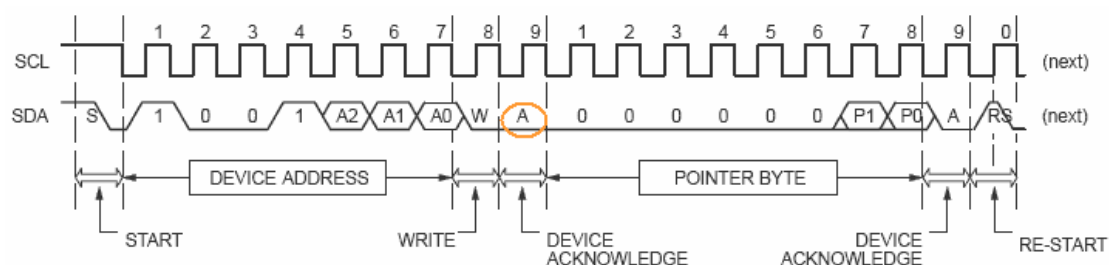 1 2 3 4 5 6 7 8 9 1 2 3 4 5 6 7 8 9 0
SCL (next)
SDA S 1 0 0 1 A2 A1 A0 W A 0 0 0 0 0 0 P1 P0 A RS (next)
DEVICE ADDRESS POINTER BYTE
START WRITE DEVICE ACKNOWLEDGE DEVICE ACKNOWLEDGE RE-START